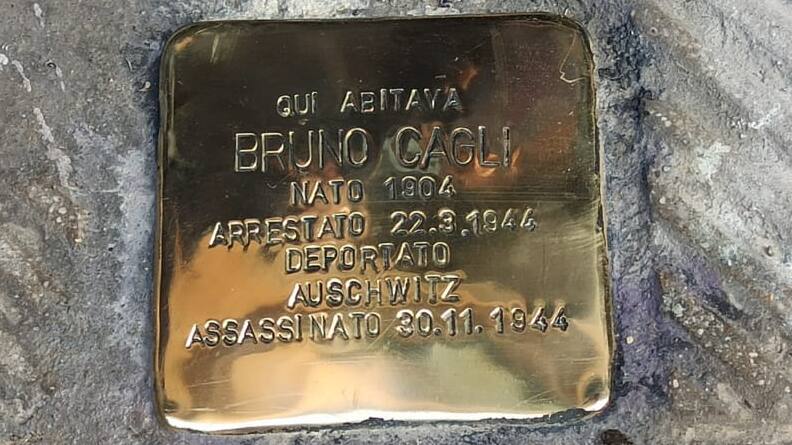 QUI ABITAVA
BRUNO CAGLI
NATO 1904
ARRESTATO 22.3.1944
DEPORTATO
AUSCHWITZ
ASSASSINATO 30.11.1944